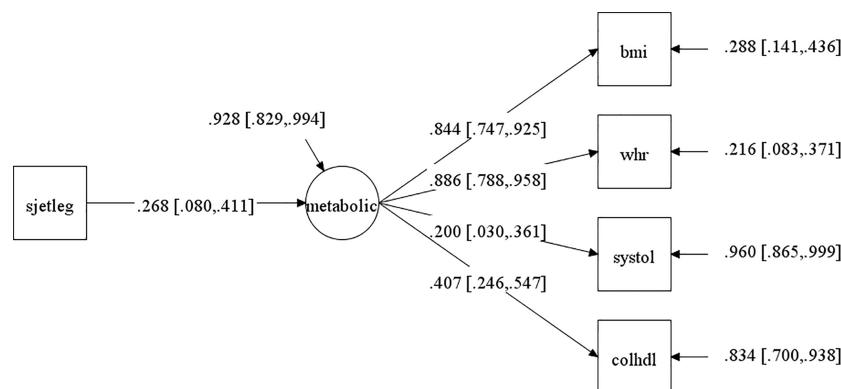 bmi
.288 [.141,.436]
.928 [.829,.994]
.844 [.747,.925]
whr
.216 [.083,.371]
.886 [.788,.958]
sjetleg
.268 [.080,.411]
metabolic
.200 [.030,.361]
systol
.960 [.865,.999]
.407 [.246,.547]
colhdl
.834 [.700,.938]